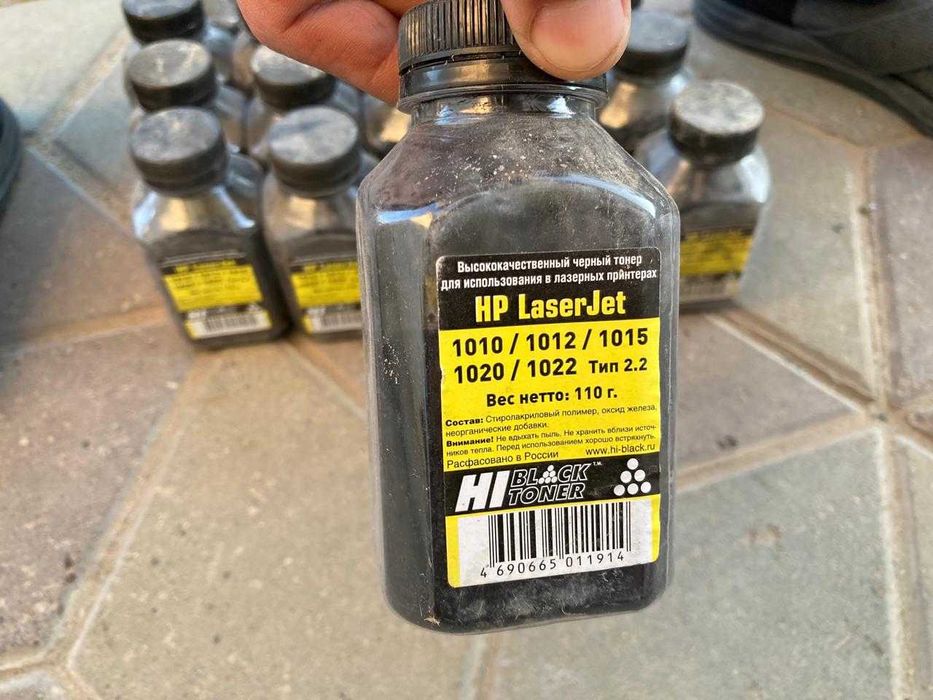 Высококачественный черный тонер
для использования в лазерных принтерах
HP LaserJet
1010 / 1012 / 1015
1020 / 1022 Тип 2.2
Вес нетто: 110 г.
Состав: Стиролакриловый полимер, оксид железа,
неорганические добавки.
Внимание! Не вдыхать пыль. Не хранить вблизи источ-
ников тепла. Перед использованием хорошо встряхнуть.
Расфасовано в России www.hi-black.ru
HI BLACK TONER T.M.
4 690665 011914
HP LaserJet